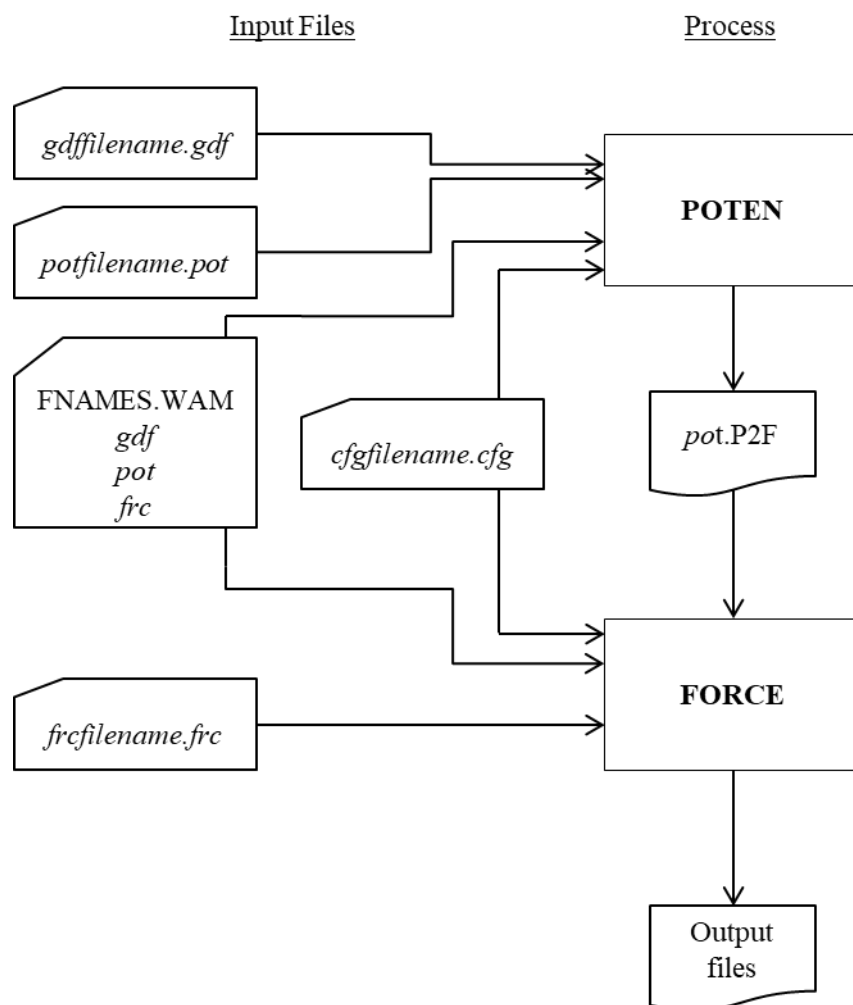 Input Files
Process
gdffilename.gdf
POTEN
potfilename.pot
FNAMES.WAM
gdf
pot
frc
cfgfilename.cfg
pot.P2F
frcfilename.frc
FORCE
Output
files